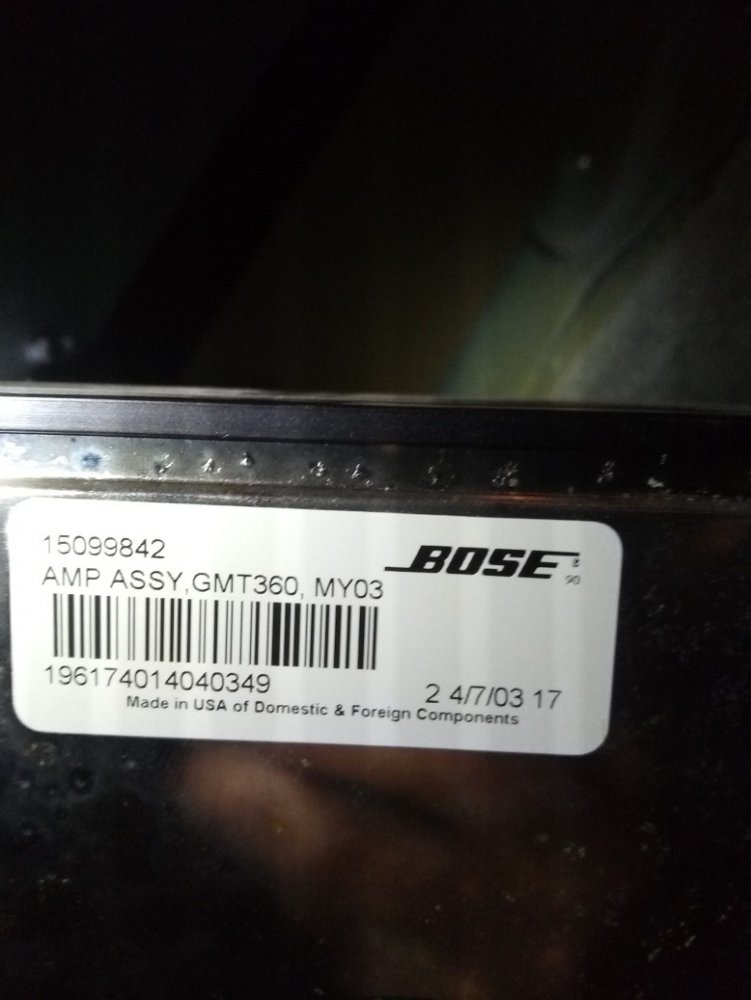 15099842
BOSE ®
90
AMP ASSY,GMT360, MY03
196174014040349
2 4/7/03 17
Made in USA of Domestic & Foreign Components